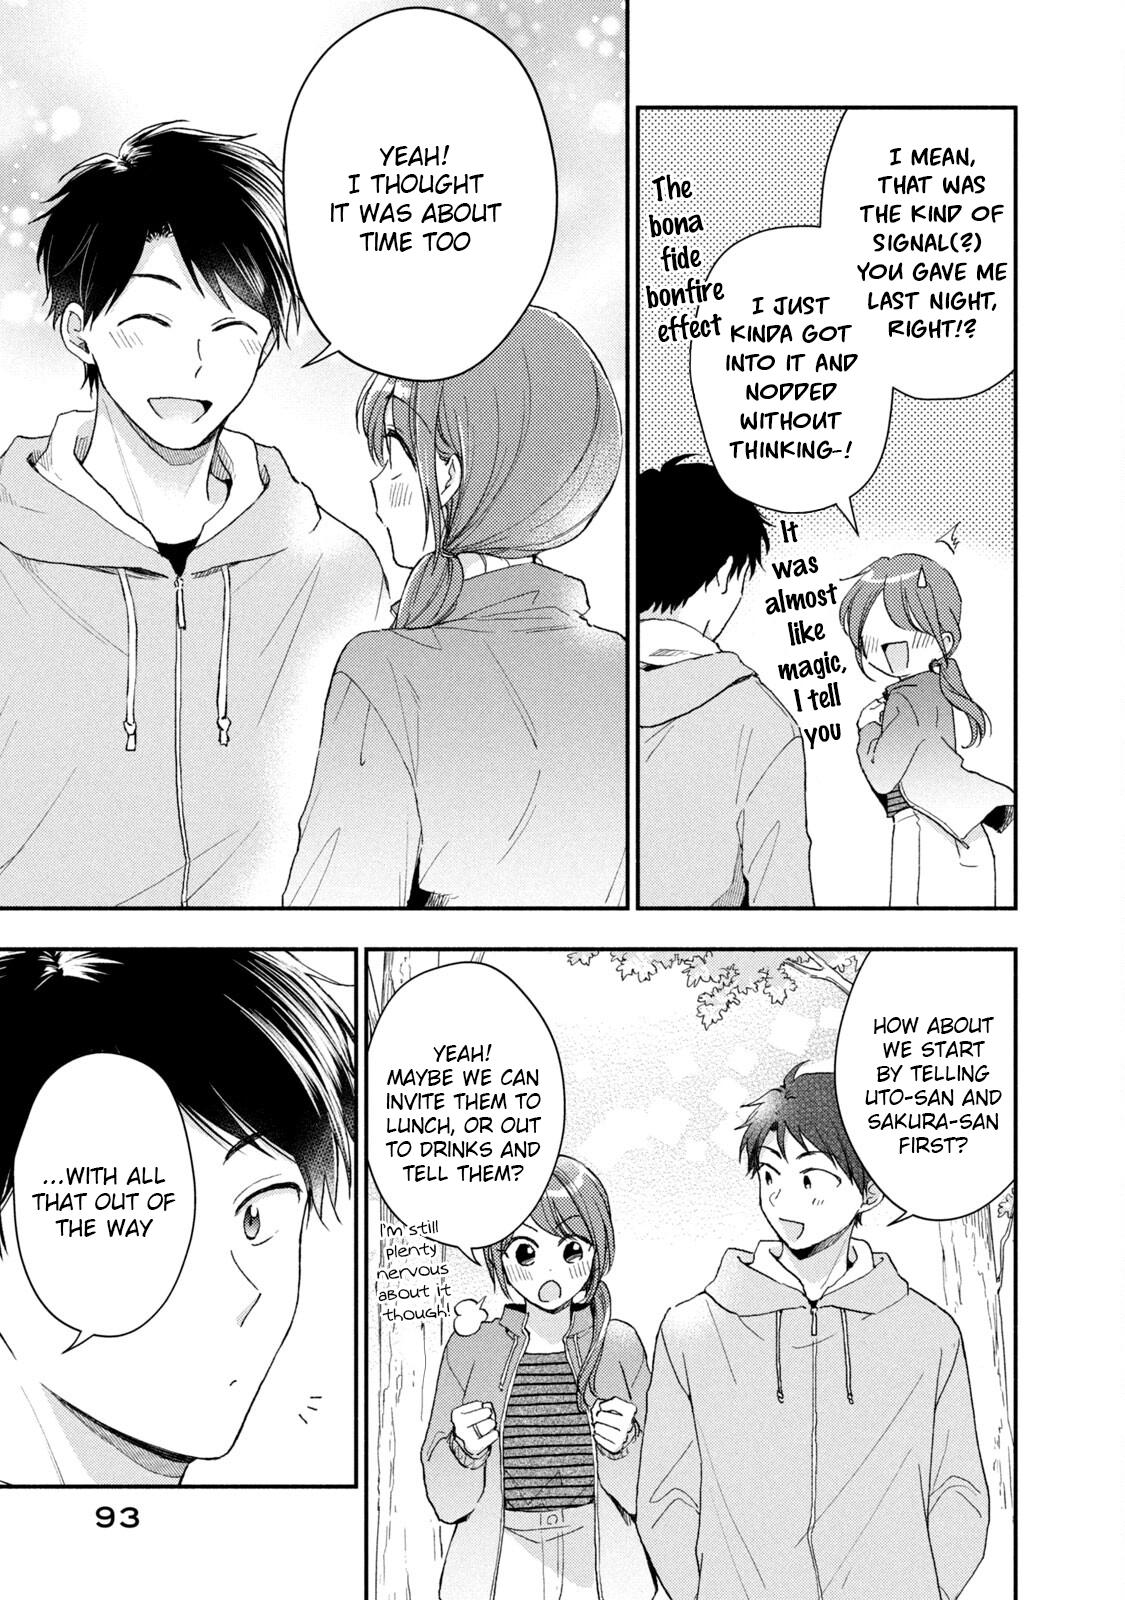 I MEAN,
THAT WAS
THE KIND OF
SIGNAL(?)
YOU GAVE ME
LAST NIGHT,
RIGHT!?
I JUST
KINDA GOT
INTO IT AND
NODDED
WITHOUT
THINKING-!
The
bona
fide
bonfire
effect
It
was
almost
like
magic,
I tell
you
YEAH!
I THOUGHT
IT WAS ABOUT
TIME TOO
HOW ABOUT
WE START
BY TELLING
UTO-SAN AND
SAKURA-SAN
FIRST?
YEAH!
MAYBE WE CAN
INVITE THEM TO
LUNCH, OR OUT
TO DRINKS AND
TELL THEM?
I'm still
plenty
nervous
about it
though!
...WITH ALL
THAT OUT OF
THE WAY
93